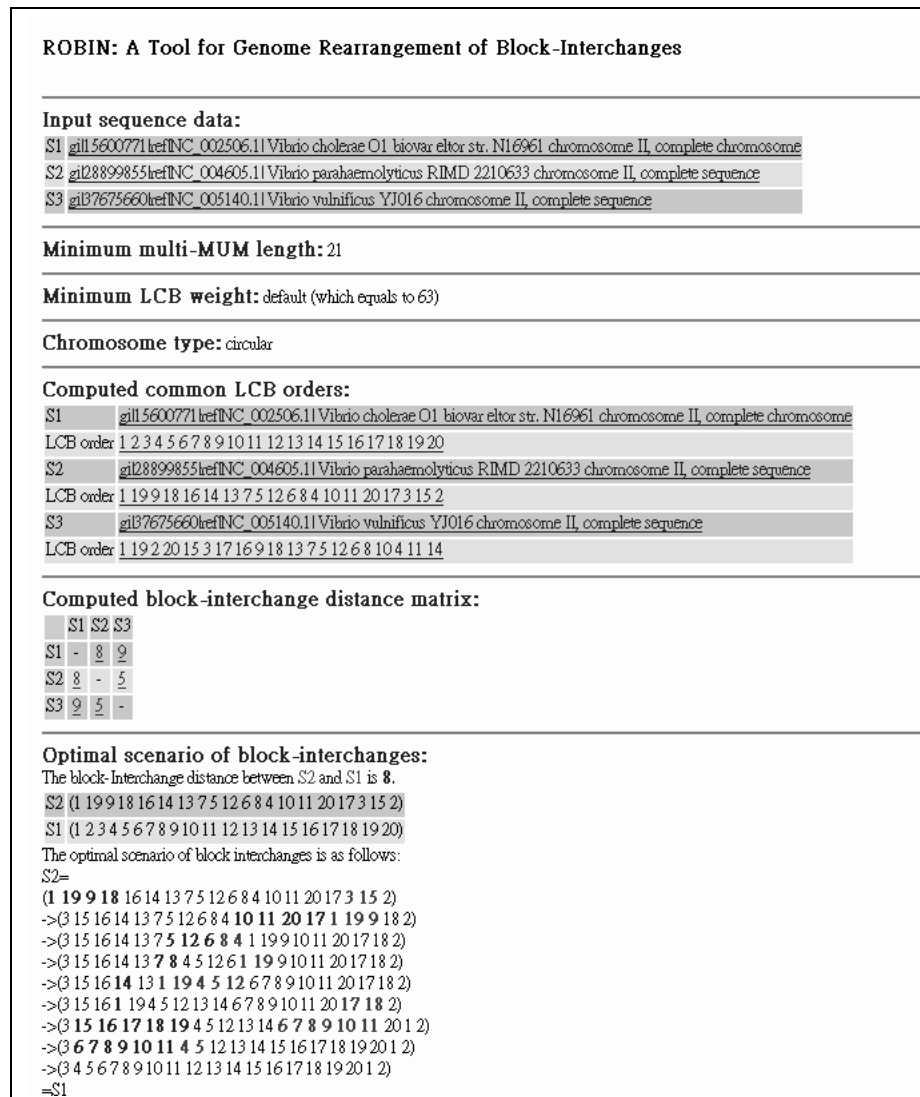 ROBIN: A Tool for Genome Rearrangement of Block-Interchanges
Input sequence data:
S1 gi|15600771|ref|NC_002506.1| Vibrio cholerae O1 biovar eltor str. N16961 chromosome II, complete chromosome
S2 gi|28899855|ref|NC_004605.1| Vibrio parahaemolyticus RIMD 2210633 chromosome II, complete sequence
S3 gi|37675660|ref|NC_005140.1| Vibrio vulnificus YJ016 chromosome II, complete sequence
Minimum multi-MUM length: 21
Minimum LCB weight: default (which equals to 63)
Chromosome type: circular
Computed common LCB orders:
S1 gi|15600771|ref|NC_002506.1| Vibrio cholerae O1 biovar eltor str. N16961 chromosome II, complete chromosome
LCB order 1 2 3 4 5 6 7 8 9 10 11 12 13 14 15 16 17 18 19 20
S2 gi|28899855|ref|NC_004605.1| Vibrio parahaemolyticus RIMD 2210633 chromosome II, complete sequence
LCB order 1 19 9 18 16 14 13 7 5 12 6 8 4 10 11 20 17 3 15 2
S3 gi|37675660|ref|NC_005140.1| Vibrio vulnificus YJ016 chromosome II, complete sequence
LCB order 1 19 2 20 15 3 17 16 9 18 13 7 5 12 6 8 10 4 11 14
Computed block-interchange distance matrix:
S1 S2 S3
S1 - 8 9
S2 8 - 5
S3 9 5 -
Optimal scenario of block-interchanges:
The block-Interchange distance between S2 and S1 is 8.
S2 (1 19 9 18 16 14 13 7 5 12 6 8 4 10 11 20 17 3 15 2)
S1 (1 2 3 4 5 6 7 8 9 10 11 12 13 14 15 16 17 18 19 20)
The optimal scenario of block interchanges is as follows:
S2=
(1 19 9 18 16 14 13 7 5 12 6 8 4 10 11 20 17 3 15 2)
->(3 15 16 14 13 7 5 12 6 8 4 10 11 20 17 1 19 9 18 2)
->(3 15 16 14 13 7 5 12 6 8 4 1 19 9 10 11 20 17 18 2)
->(3 15 16 14 13 7 8 4 5 12 6 1 19 9 10 11 20 17 18 2)
->(3 15 16 14 13 1 19 4 5 12 6 7 8 9 10 11 20 17 18 2)
->(3 15 16 1 19 4 5 12 13 14 6 7 8 9 10 11 20 17 18 2)
->(3 15 16 17 18 19 4 5 12 13 14 6 7 8 9 10 11 20 1 2)
->(3 6 7 8 9 10 11 4 5 12 13 14 15 16 17 18 19 20 1 2)
->(3 4 5 6 7 8 9 10 11 12 13 14 15 16 17 18 19 20 1 2)
=S1